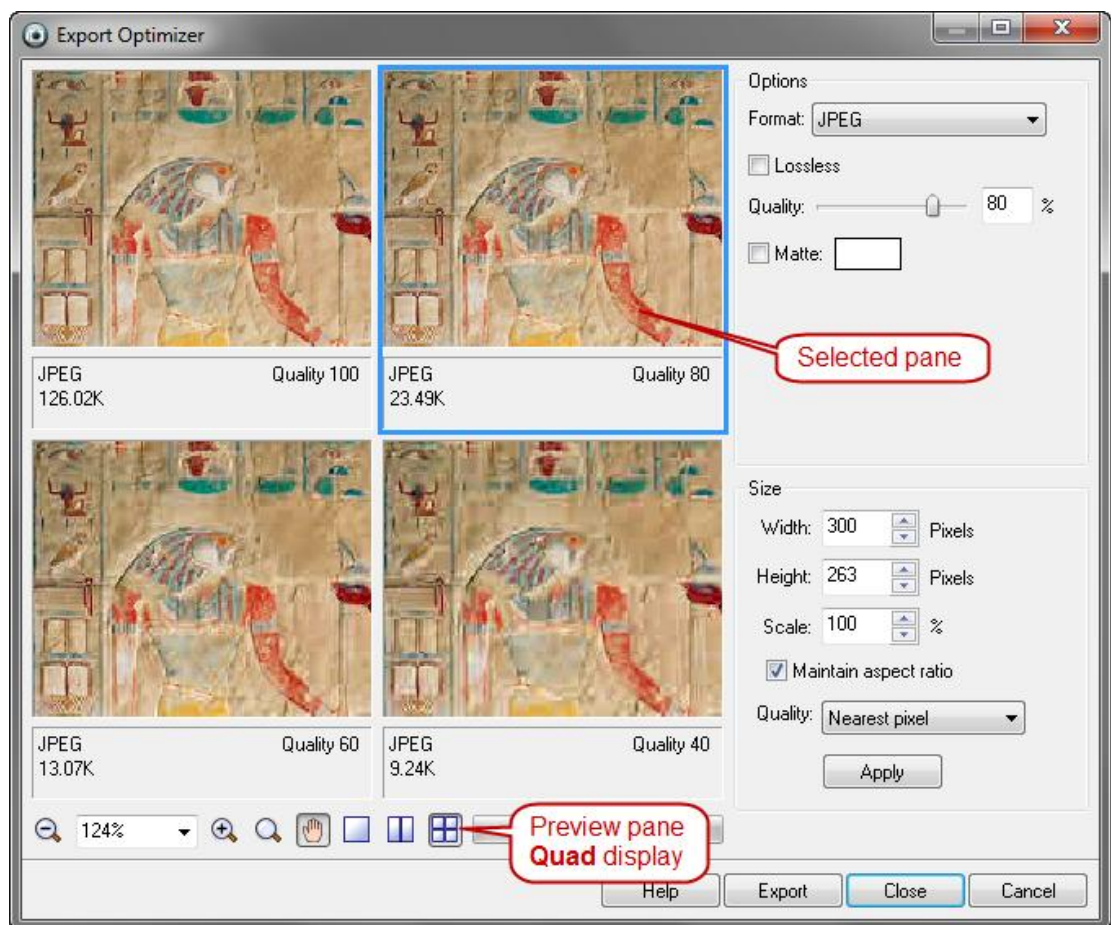 Export Optimizer
JPEG Quality 100
126.02K
JPEG Quality 80
23.49K
JPEG Quality 60
13.07K
JPEG Quality 40
9.24K
Options
Format: JPEG
Lossless
Quality: 80 %
Matte:
Selected pane
Size
Width: 300 Pixels
Height: 263 Pixels
Scale: 100 %
Maintain aspect ratio
Quality: Nearest pixel
Apply
124%
Preview pane
Quad display
Help Export Close Cancel